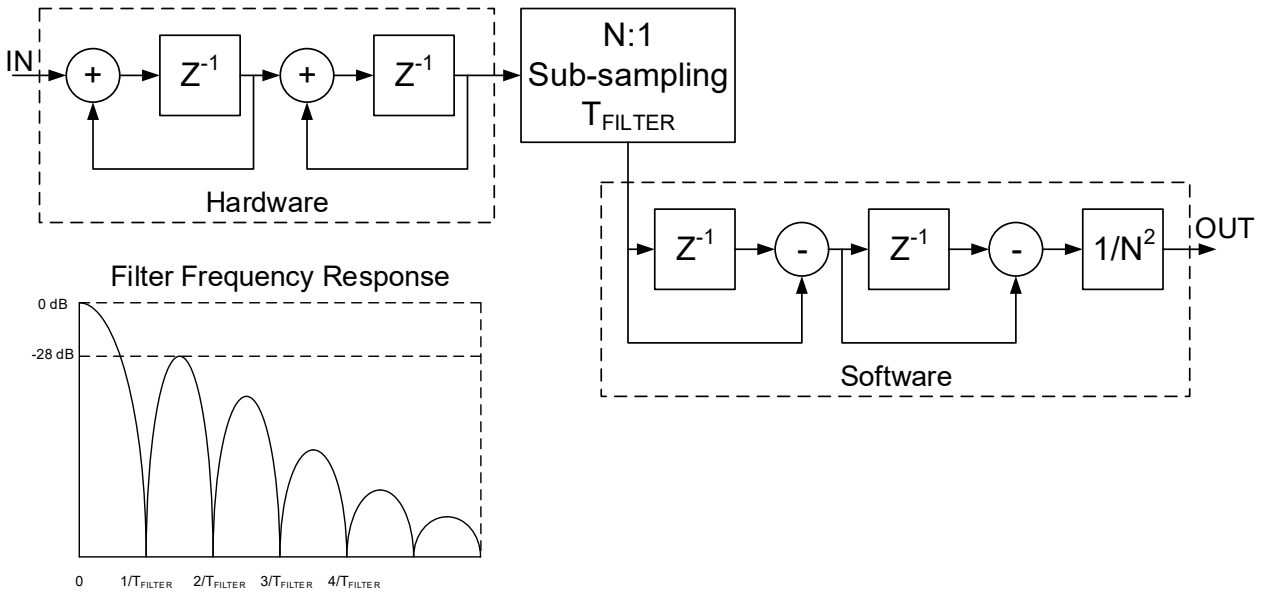 IN
+
Z-1
+
Z-1
Hardware
N:1
Sub-sampling
TFILTER
Z-1
-
Z-1
-
1/N2
OUT
Software
Filter Frequency Response
0 dB
-28 dB
0
1/TFILTER
2/TFILTER
3/TFILTER
4/TFILTER